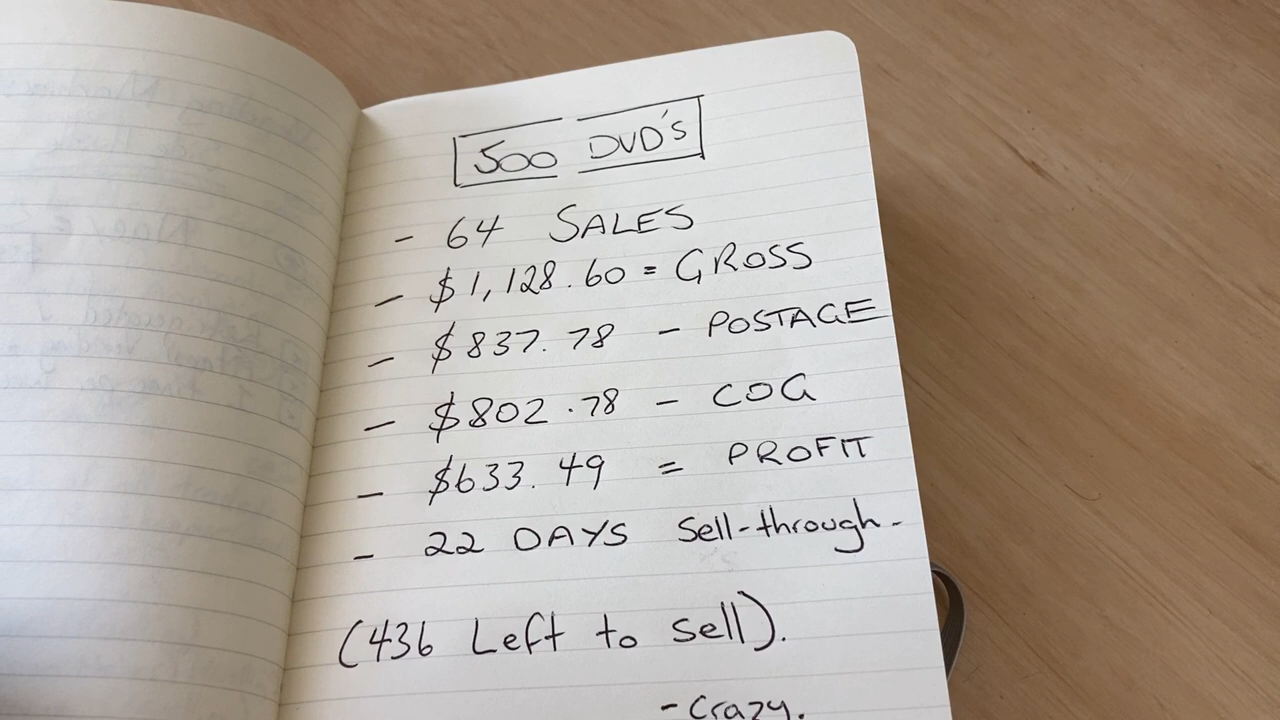 500 DVD'S
- 64 SALES
- $1,128.60 = GROSS
- $837.78 - POSTAGE
- $802.78 - COG
- $633.49 = PROFIT
- 22 DAYS Sell-through-
(436 Left to sell).
- Crazy.